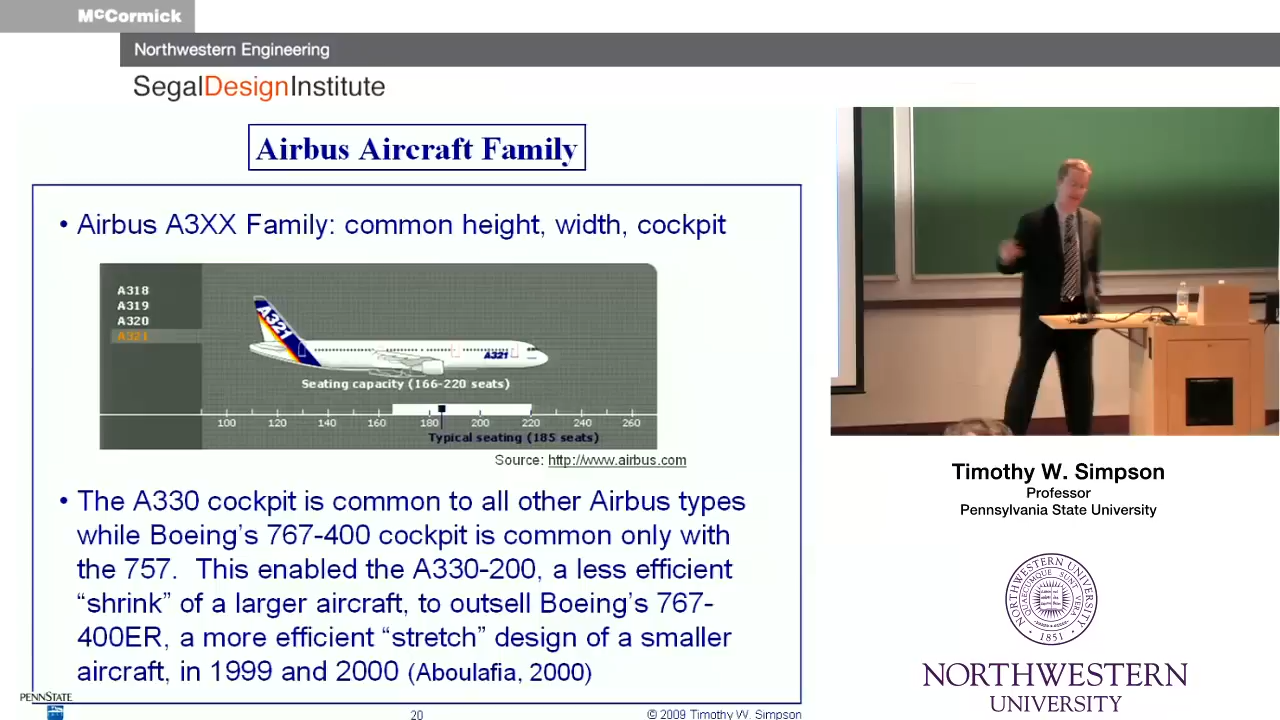 McCormick
Northwestern Engineering
SegalDesignInstitute
Airbus Aircraft Family
• Airbus A3XX Family: common height, width, cockpit
A318
A319
A320
A321
A321
A321
Seating capacity (166-220 seats)
100 120 140 160 180 200 220 240 260
Typical seating (185 seats)
Source: http://www.airbus.com
• The A330 cockpit is common to all other Airbus types
while Boeing's 767-400 cockpit is common only with
the 757. This enabled the A330-200, a less efficient
“shrink” of a larger aircraft, to outsell Boeing's 767-
400ER, a more efficient “stretch” design of a smaller
aircraft, in 1999 and 2000 (Aboulafia, 2000)
PENNSTATE
20
© 2009 Timothy W. Simpson
Timothy W. Simpson
Professor
Pennsylvania State University
NORTHWESTERN UNIVERSITY
1851
NORTHWESTERN
UNIVERSITY